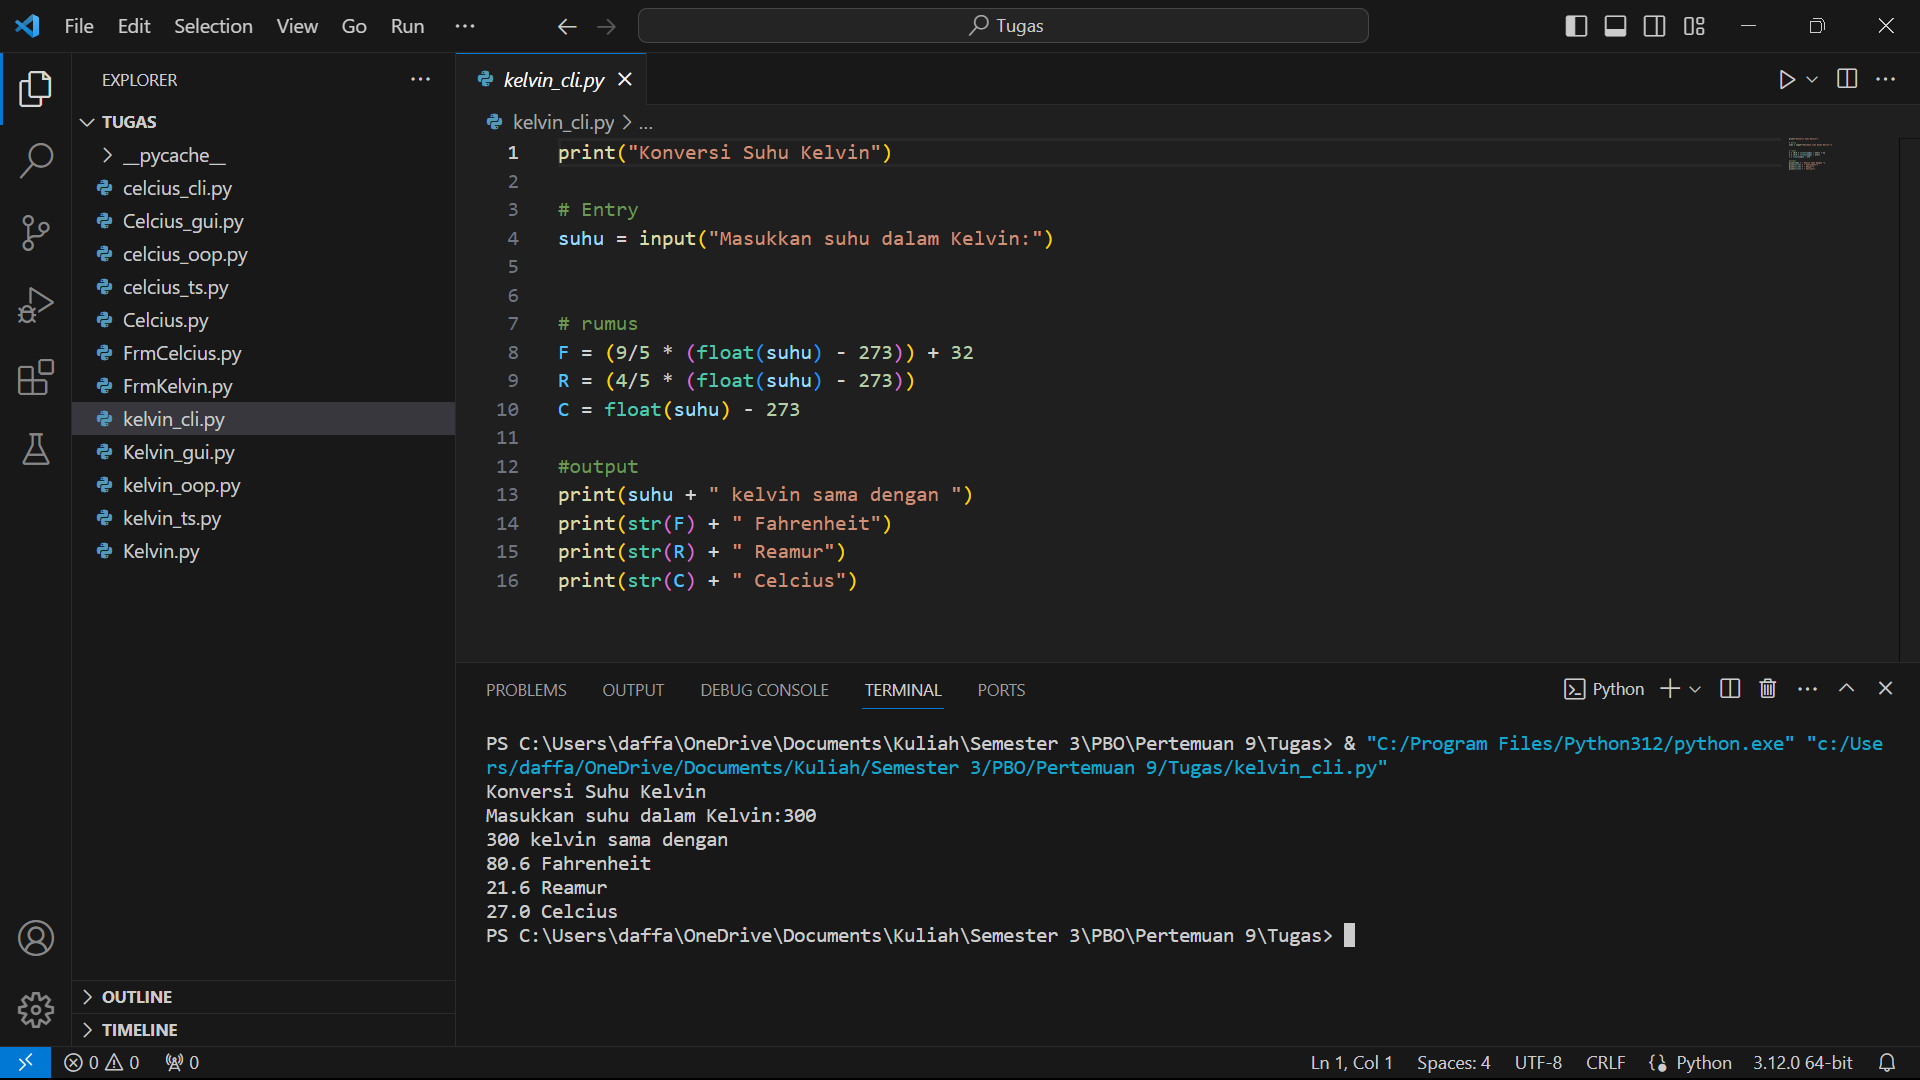 File Edit Selection View Go Run ... Tugas
EXPLORER
TUGAS
__pycache__
celcius_cli.py
Celcius_gui.py
celcius_oop.py
celcius_ts.py
Celcius.py
FrmCelcius.py
FrmKelvin.py
kelvin_cli.py
Kelvin_gui.py
kelvin_oop.py
kelvin_ts.py
Kelvin.py
OUTLINE
TIMELINE
kelvin_cli.py
kelvin_cli.py > ...
1 print("Konversi Suhu Kelvin")
2
3 # Entry
4 suhu = input("Masukkan suhu dalam Kelvin:")
5
6
7 # rumus
8 F = (9/5 * (float(suhu) - 273)) + 32
9 R = (4/5 * (float(suhu) - 273))
10 C = float(suhu) - 273
11
12 #output
13 print(suhu + " kelvin sama dengan ")
14 print(str(F) + " Fahrenheit")
15 print(str(R) + " Reamur")
16 print(str(C) + " Celcius")
PROBLEMS OUTPUT DEBUG CONSOLE TERMINAL PORTS Python
PS C:\Users\daffa\OneDrive\Documents\Kuliah\Semester 3\PBO\Pertemuan 9\Tugas> & "C:/Program Files/Python312/python.exe" "c:/Use
rs/daffa/OneDrive/Documents/Kuliah/Semester 3/PBO/Pertemuan 9/Tugas/kelvin_cli.py"
Konversi Suhu Kelvin
Masukkan suhu dalam Kelvin:300
300 kelvin sama dengan
80.6 Fahrenheit
21.6 Reamur
27.0 Celcius
PS C:\Users\daffa\OneDrive\Documents\Kuliah\Semester 3\PBO\Pertemuan 9\Tugas>
0 0 0 Ln 1, Col 1 Spaces: 4 UTF-8 CRLF Python 3.12.0 64-bit